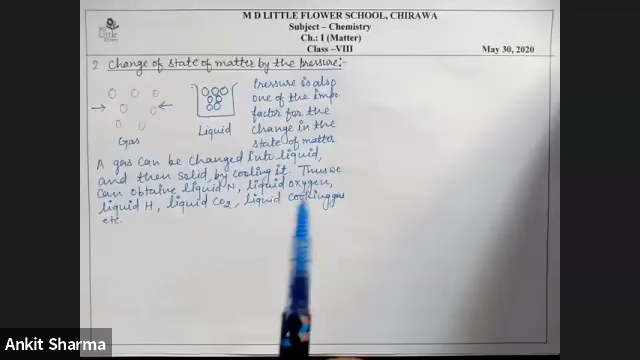 M D LITTLE FLOWER SCHOOL, CHIRAWA
Subject – Chemistry
Ch.: I (Matter)
Class –VIII
May 30, 2020
2 Change of state of matter by the pressure:-
Gas
Liquid
Pressure is also
one of the impo
factor for the
change in the
state of matter
A gas can be changed into liquid,
and then solid, by cooling it. Thus we
can obtaine liquid N, liquid oxygen,
liquid H, liquid CO2, liquid cooking gas
etc.
Ankit Sharma